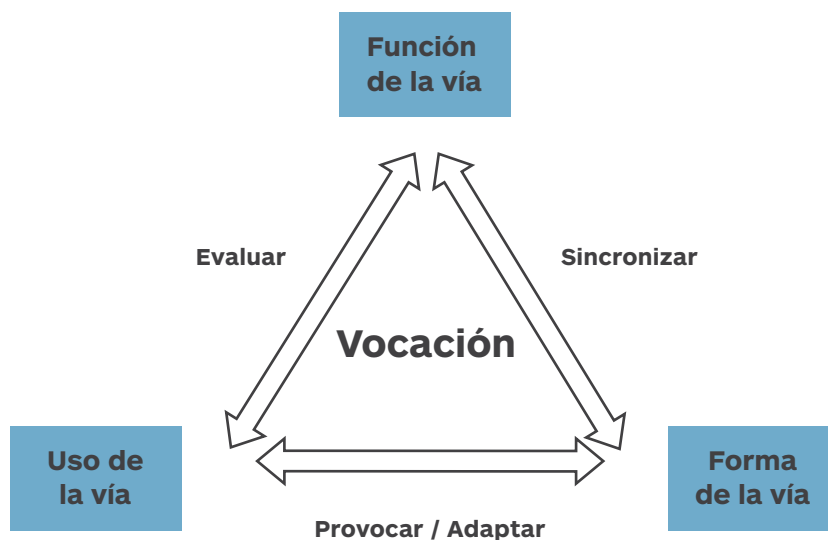 Función
de la vía
Evaluar
Sincronizar
Vocación
Uso de
la vía
Forma
de la vía
Provocar / Adaptar